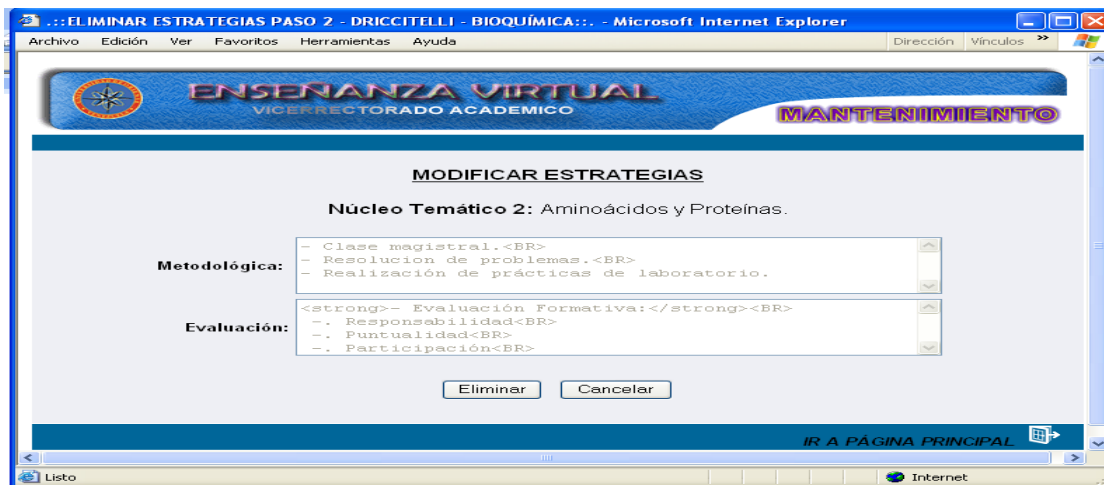 .::ELIMINAR ESTRATEGIAS PASO 2 - DRICCITELLI - BIOQUÍMICA::. - Microsoft Internet Explorer
Archivo Edición Ver Favoritos Herramientas Ayuda Dirección Vínculos »
ENSEÑANZA VIRTUAL
VICERRECTORADO ACADEMICO
MANTENIMIENTO
MODIFICAR ESTRATEGIAS
Núcleo Temático 2: Aminoácidos y Proteínas.
Metodológica:
- Clase magistral.<BR>
- Resolucion de problemas.<BR>
- Realización de prácticas de laboratorio.
Evaluación:
<strong>- Evaluación Formativa:</strong><BR>
-. Responsabilidad<BR>
-. Puntualidad<BR>
-. Participación<BR>
Eliminar Cancelar
IR A PÁGINA PRINCIPAL
Listo Internet